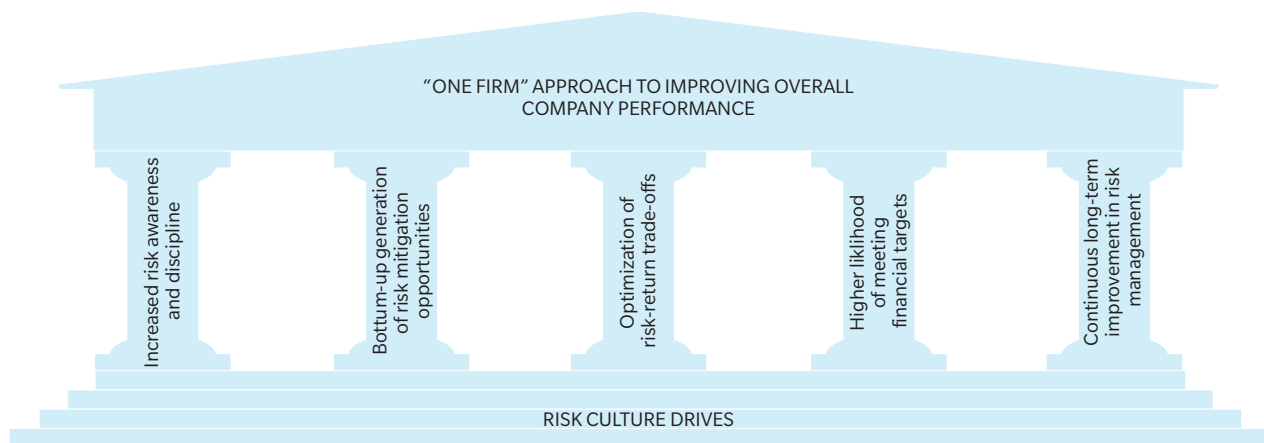 “ONE FIRM” APPROACH TO IMPROVING OVERALL
COMPANY PERFORMANCE
Increased risk awareness
and discipline
Bottum-up generation
of risk mitigation
opportunities
Optimization of
risk-return trade-offs
Higher liklihood
of meeting
financial targets
Continuous long-term
improvement in risk
management
RISK CULTURE DRIVES